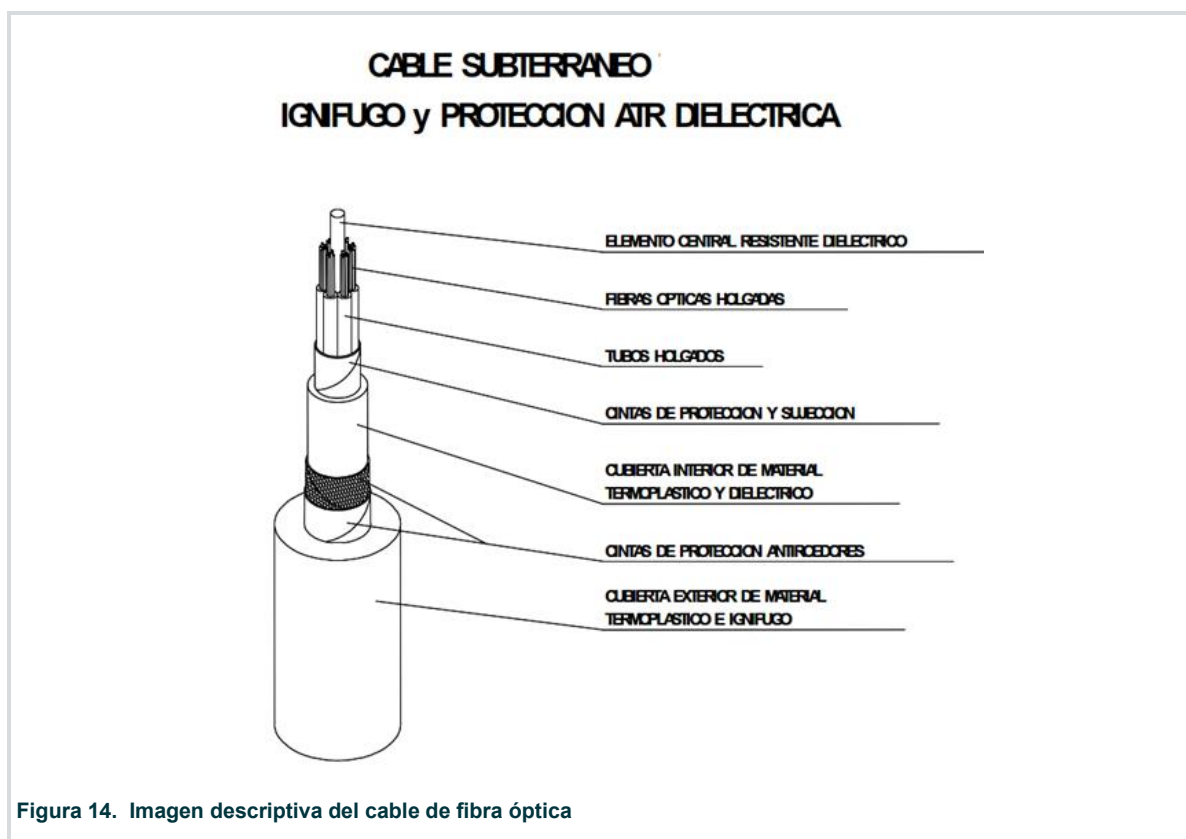 CABLE SUBTERRANEO
IGNIFUGO y PROTECCION ATR DIELECTRICA
ELEMENTO CENTRAL RESISTENTE DIELECTRICO
FIBRAS OPTICAS HOLGADAS
TUBOS HOLGADOS
CINTAS DE PROTECCION Y SUJECCION
CUBIERTA INTERIOR DE MATERIAL
TERMOPLASTICO Y DIELECTRICO
CINTAS DE PROTECCION ANTIROEDORES
CUBIERTA EXTERIOR DE MATERIAL
TERMOPLASTICO E IGNIFUGO
Figura 14. Imagen descriptiva del cable de fibra óptica